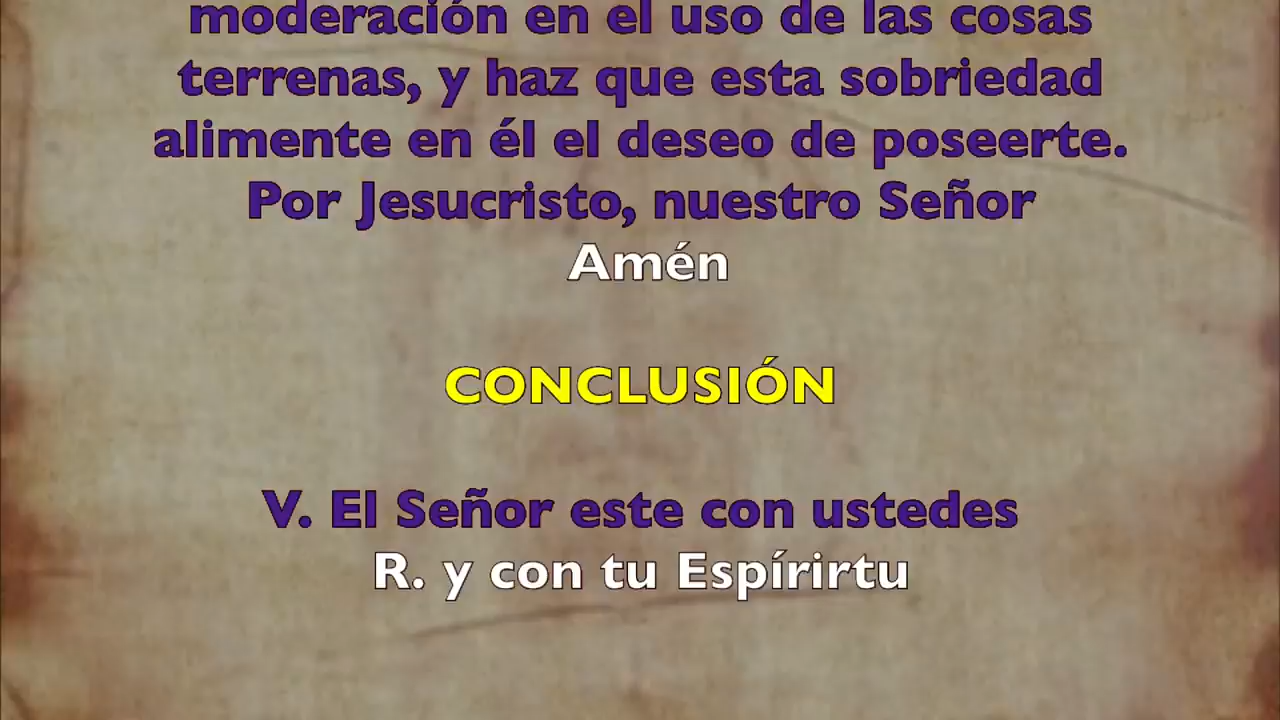 moderación en el uso de las cosas
terrenas, y haz que esta sobriedad
alimente en él el deseo de poseerte.
Por Jesucristo, nuestro Señor
Amén
CONCLUSIÓN
V. El Señor este con ustedes
R. y con tu Espírirtu